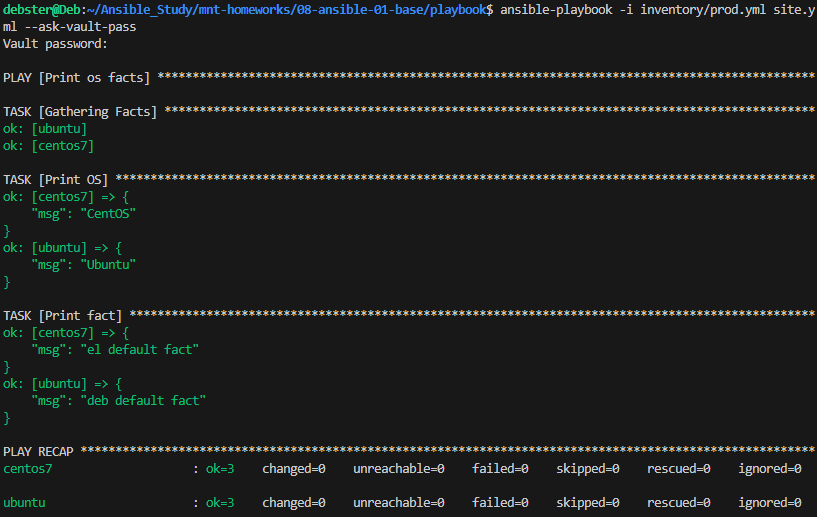 debster@Deb:~/Ansible_Study/mnt-homeworks/08-ansible-01-base/playbook$ ansible-playbook -i inventory/prod.yml site.y
ml --ask-vault-pass
Vault password:
PLAY [Print os facts] **********************************************************************************************
TASK [Gathering Facts] *********************************************************************************************
ok: [ubuntu]
ok: [centos7]
TASK [Print OS] ****************************************************************************************************
ok: [centos7] => {
    "msg": "CentOS"
}
ok: [ubuntu] => {
    "msg": "Ubuntu"
}
TASK [Print fact] **************************************************************************************************
ok: [centos7] => {
    "msg": "el default fact"
}
ok: [ubuntu] => {
    "msg": "deb default fact"
}
PLAY RECAP *********************************************************************************************************
centos7                    : ok=3    changed=0    unreachable=0    failed=0    skipped=0    rescued=0    ignored=0
ubuntu                     : ok=3    changed=0    unreachable=0    failed=0    skipped=0    rescued=0    ignored=0